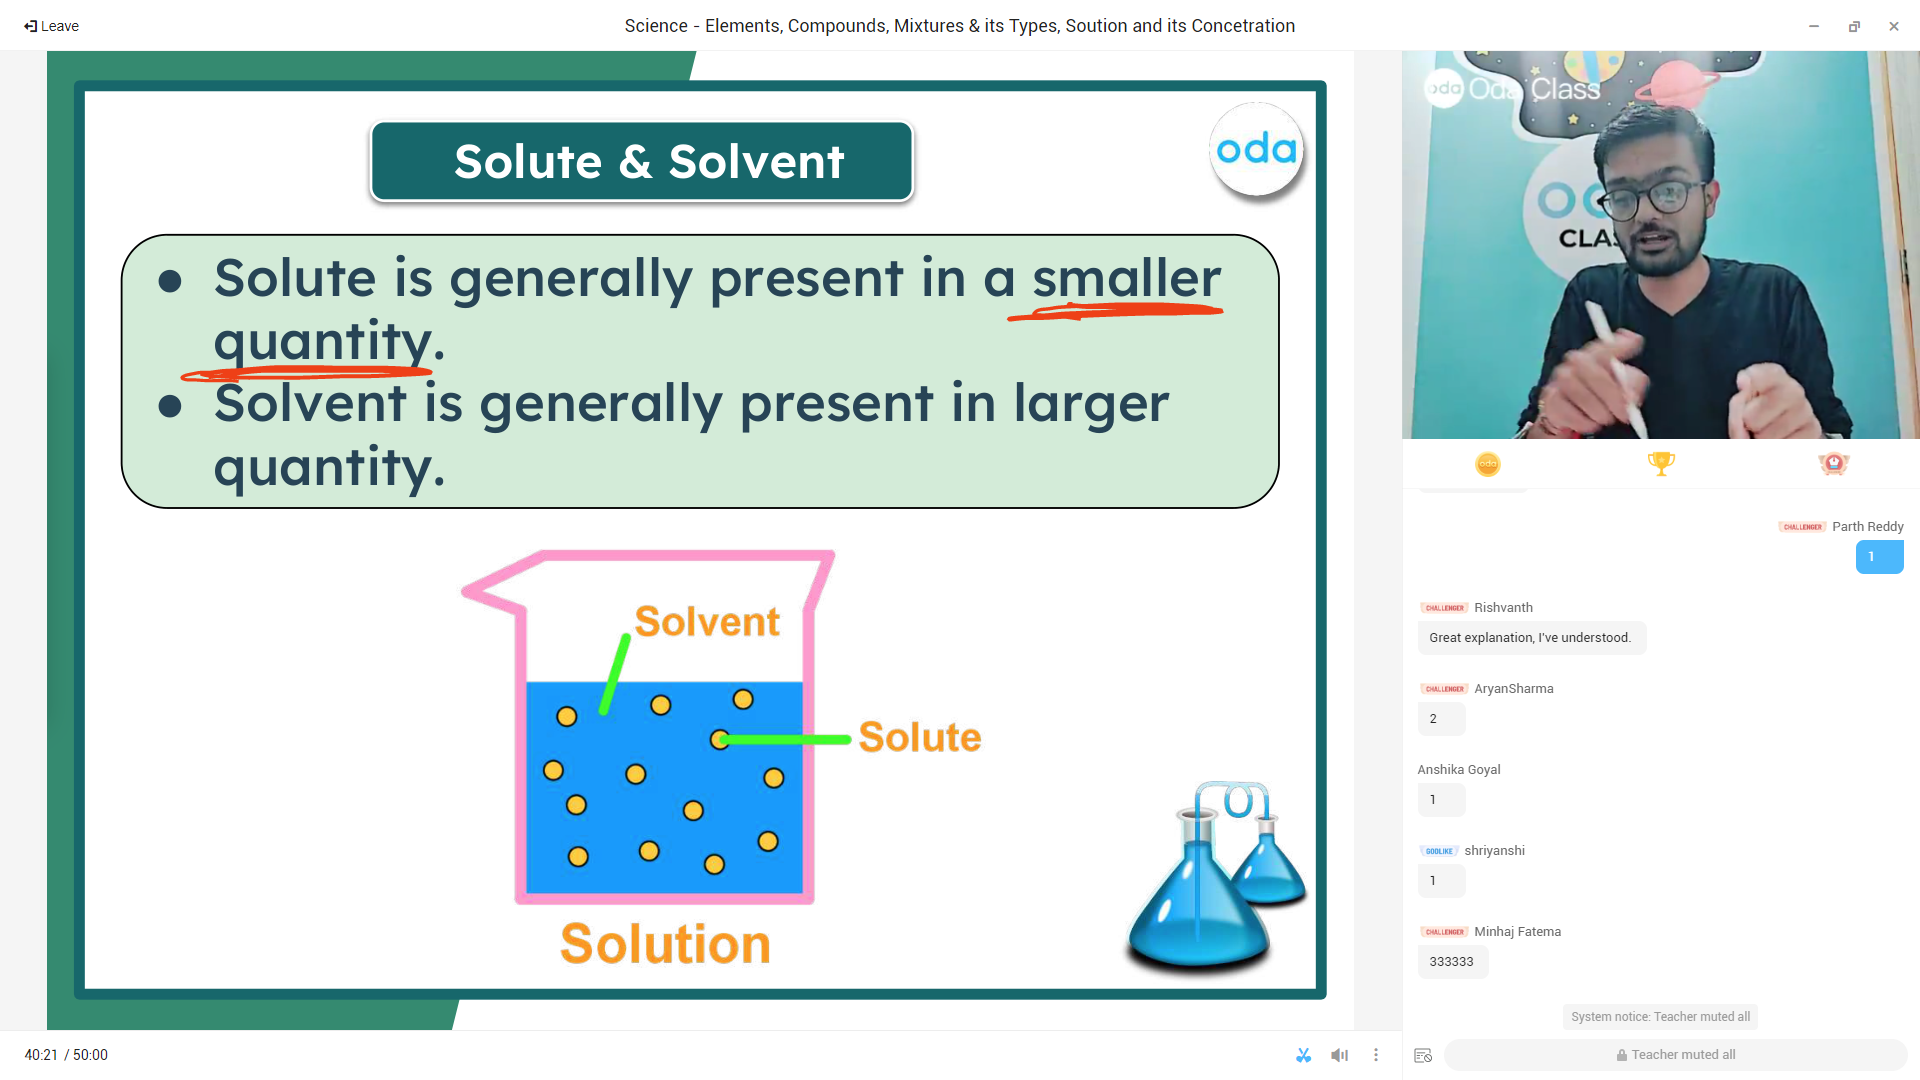 Leave
Science - Elements, Compounds, Mixtures & its Types, Soution and its Concetration
Solute & Solvent
oda
● Solute is generally present in a smaller
quantity.
● Solvent is generally present in larger
quantity.
Solvent
Solute
Solution
oda Oda Class
CLA
oda
CHALLENGER Parth Reddy
1
CHALLENGER Rishvanth
Great explanation, I've understood.
CHALLENGER AryanSharma
2
Anshika Goyal
1
GODLIKE shriyanshi
1
CHALLENGER Minhaj Fatema
333333
System notice: Teacher muted all
Teacher muted all
40:21 / 50:00